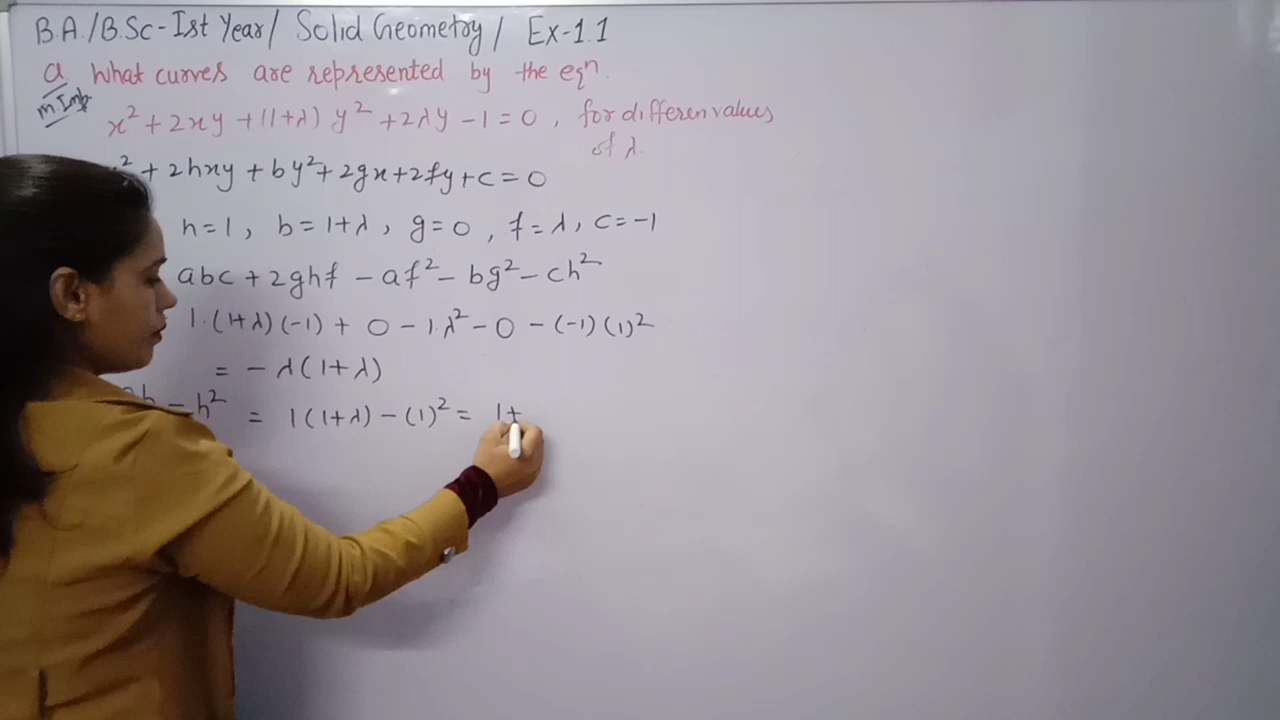 B.A./B.Sc-Ist Year/ Solid Geometry/ Ex-1.1
Q What curves are represented by the eqⁿ.
M.Imp x² + 2xy + (1+λ) y² + 2λy - 1 = 0 , for differen values
of λ.
² + 2hxy + by² + 2gx + 2fy + c = 0
h=1, b= 1+λ, g=0, f=λ, c=-1
abc + 2ghf - af² - bg² - ch²
1.(1+λ)(-1) + 0 - 1.λ² - 0 - (-1)(1)²
= - λ(1+λ)
- h² = 1(1+λ) - (1)² = 1+